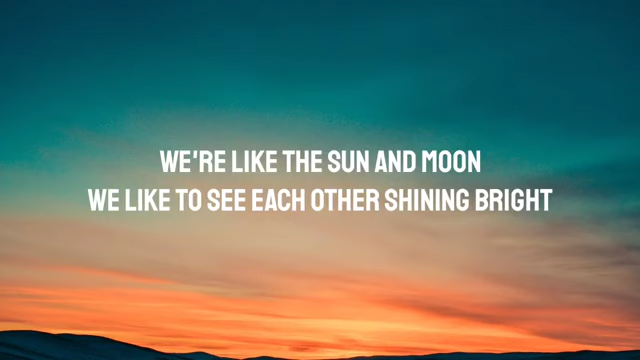 WE'RE LIKE THE SUN AND MOON
WE LIKE TO SEE EACH OTHER SHINING BRIGHT